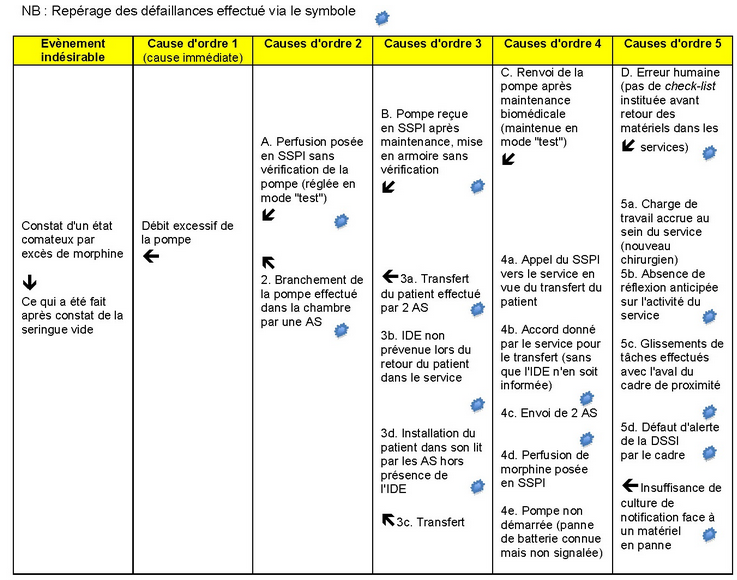 NB : Repérage des défaillances effectué via le symbole
Evènement
indésirable
Cause d'ordre 1
(cause immédiate)
Causes d'ordre 2
Causes d'ordre 3
Causes d'ordre 4
Causes d'ordre 5
Constat d'un état
comateux par
excès de morphine
Ce qui a été fait
après constat de la
seringue vide
Débit excessif de
la pompe
A. Perfusion posée
en SSPI sans
vérification de la
pompe (réglée en
mode "test")
2. Branchement de
la pompe effectué
dans la chambre
par une AS
B. Pompe reçue
en SSPI après
maintenance, mise
en armoire sans
vérification
3a. Transfert
du patient effectué
par 2 AS
3b. IDE non
prévenue lors du
retour du patient
dans le service
3d. Installation du
patient dans son lit
par les AS hors
présence de
l'IDE
3c. Transfert
C. Renvoi de la
pompe après
maintenance
biomédicale
(maintenue en
mode "test")
4a. Appel du SSPI
vers le service en
vue du transfert du
patient
4b. Accord donné
par le service pour
le transfert (sans
que l'IDE n'en soit
informée)
4c. Envoi de 2 AS
4d. Perfusion de
morphine posée
en SSPI
4e. Pompe non
démarrée (panne
de batterie connue
mais non signalée)
D. Erreur humaine
(pas de check-list
instituée avant
retour des
matériels dans les
services)
5a. Charge de
travail accrue au
sein du service
(nouveau
chirurgien)
5b. Absence de
réflexion anticipée
sur l'activité du
service
5c. Glissements de
tâches effectués
avec l'aval du
cadre de proximité
5d. Défaut d'alerte
de la DSSI
par le cadre
Insuffisance de
culture de
notification face à
un matériel
en panne